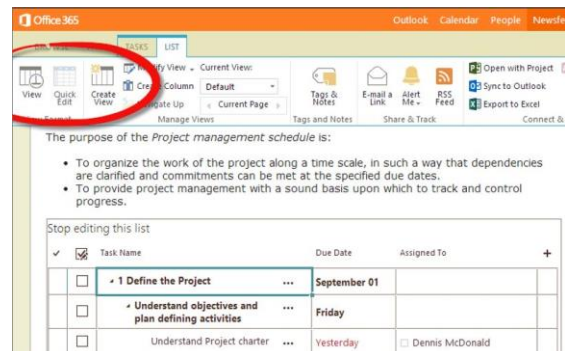 Office 365
Outlook Calendar People Newsfe
TASKS LIST
View
Quick Edit
Create View
Modify View
Create Column
Navigate Up
Current View:
Default
Current Page
Manage Views
Tags & Notes
Tags and Notes
E-mail a Link
Alert Me
RSS Feed
Share & Track
Open with Project
Sync to Outlook
Export to Excel
Connect &
The purpose of the Project management schedule is:
• To organize the work of the project along a time scale, in such a way that dependencies
are clarified and commitments can be met at the specified due dates.
• To provide project management with a sound basis upon which to track and control
progress.
Stop editing this list
Task Name Due Date Assigned To +
1 Define the Project ... September 01
Understand objectives and ... Friday
plan defining activities
Understand Project charter ... Yesterday Dennis McDonald